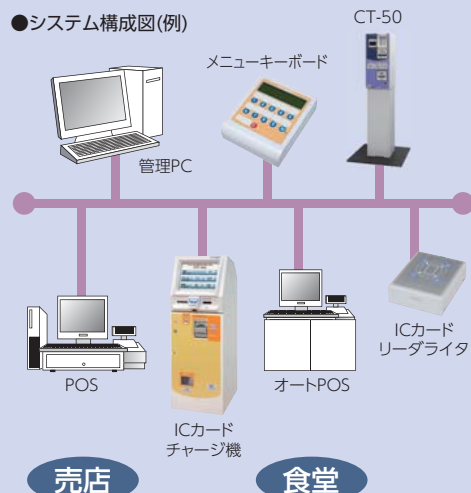 ●システム構成図(例)
CT-50
メニューキーボード
管理PC
POS
ICカード
チャージ機
オートPOS
ICカード
リーダライタ
売店
食堂